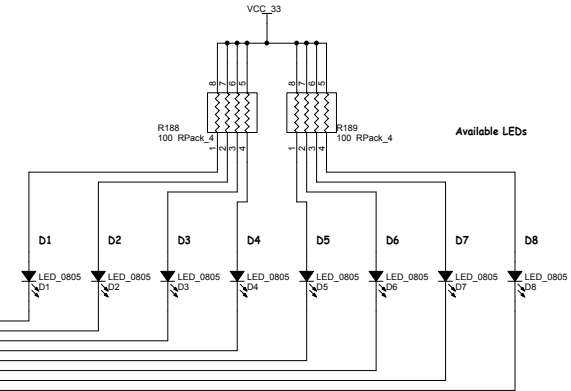 VCC_33
8
7
6
5
8
7
6
5
R188
100 RPack_4
R189
100 RPack_4
Available LEDs
1
2
3
4
1
2
3
4
D1
D2
D3
D4
D5
D6
D7
D8
LED_0805
D1
LED_0805
D2
LED_0805
D3
LED_0805
D4
LED_0805
D5
LED_0805
D6
LED_0805
D7
LED_0805
D8